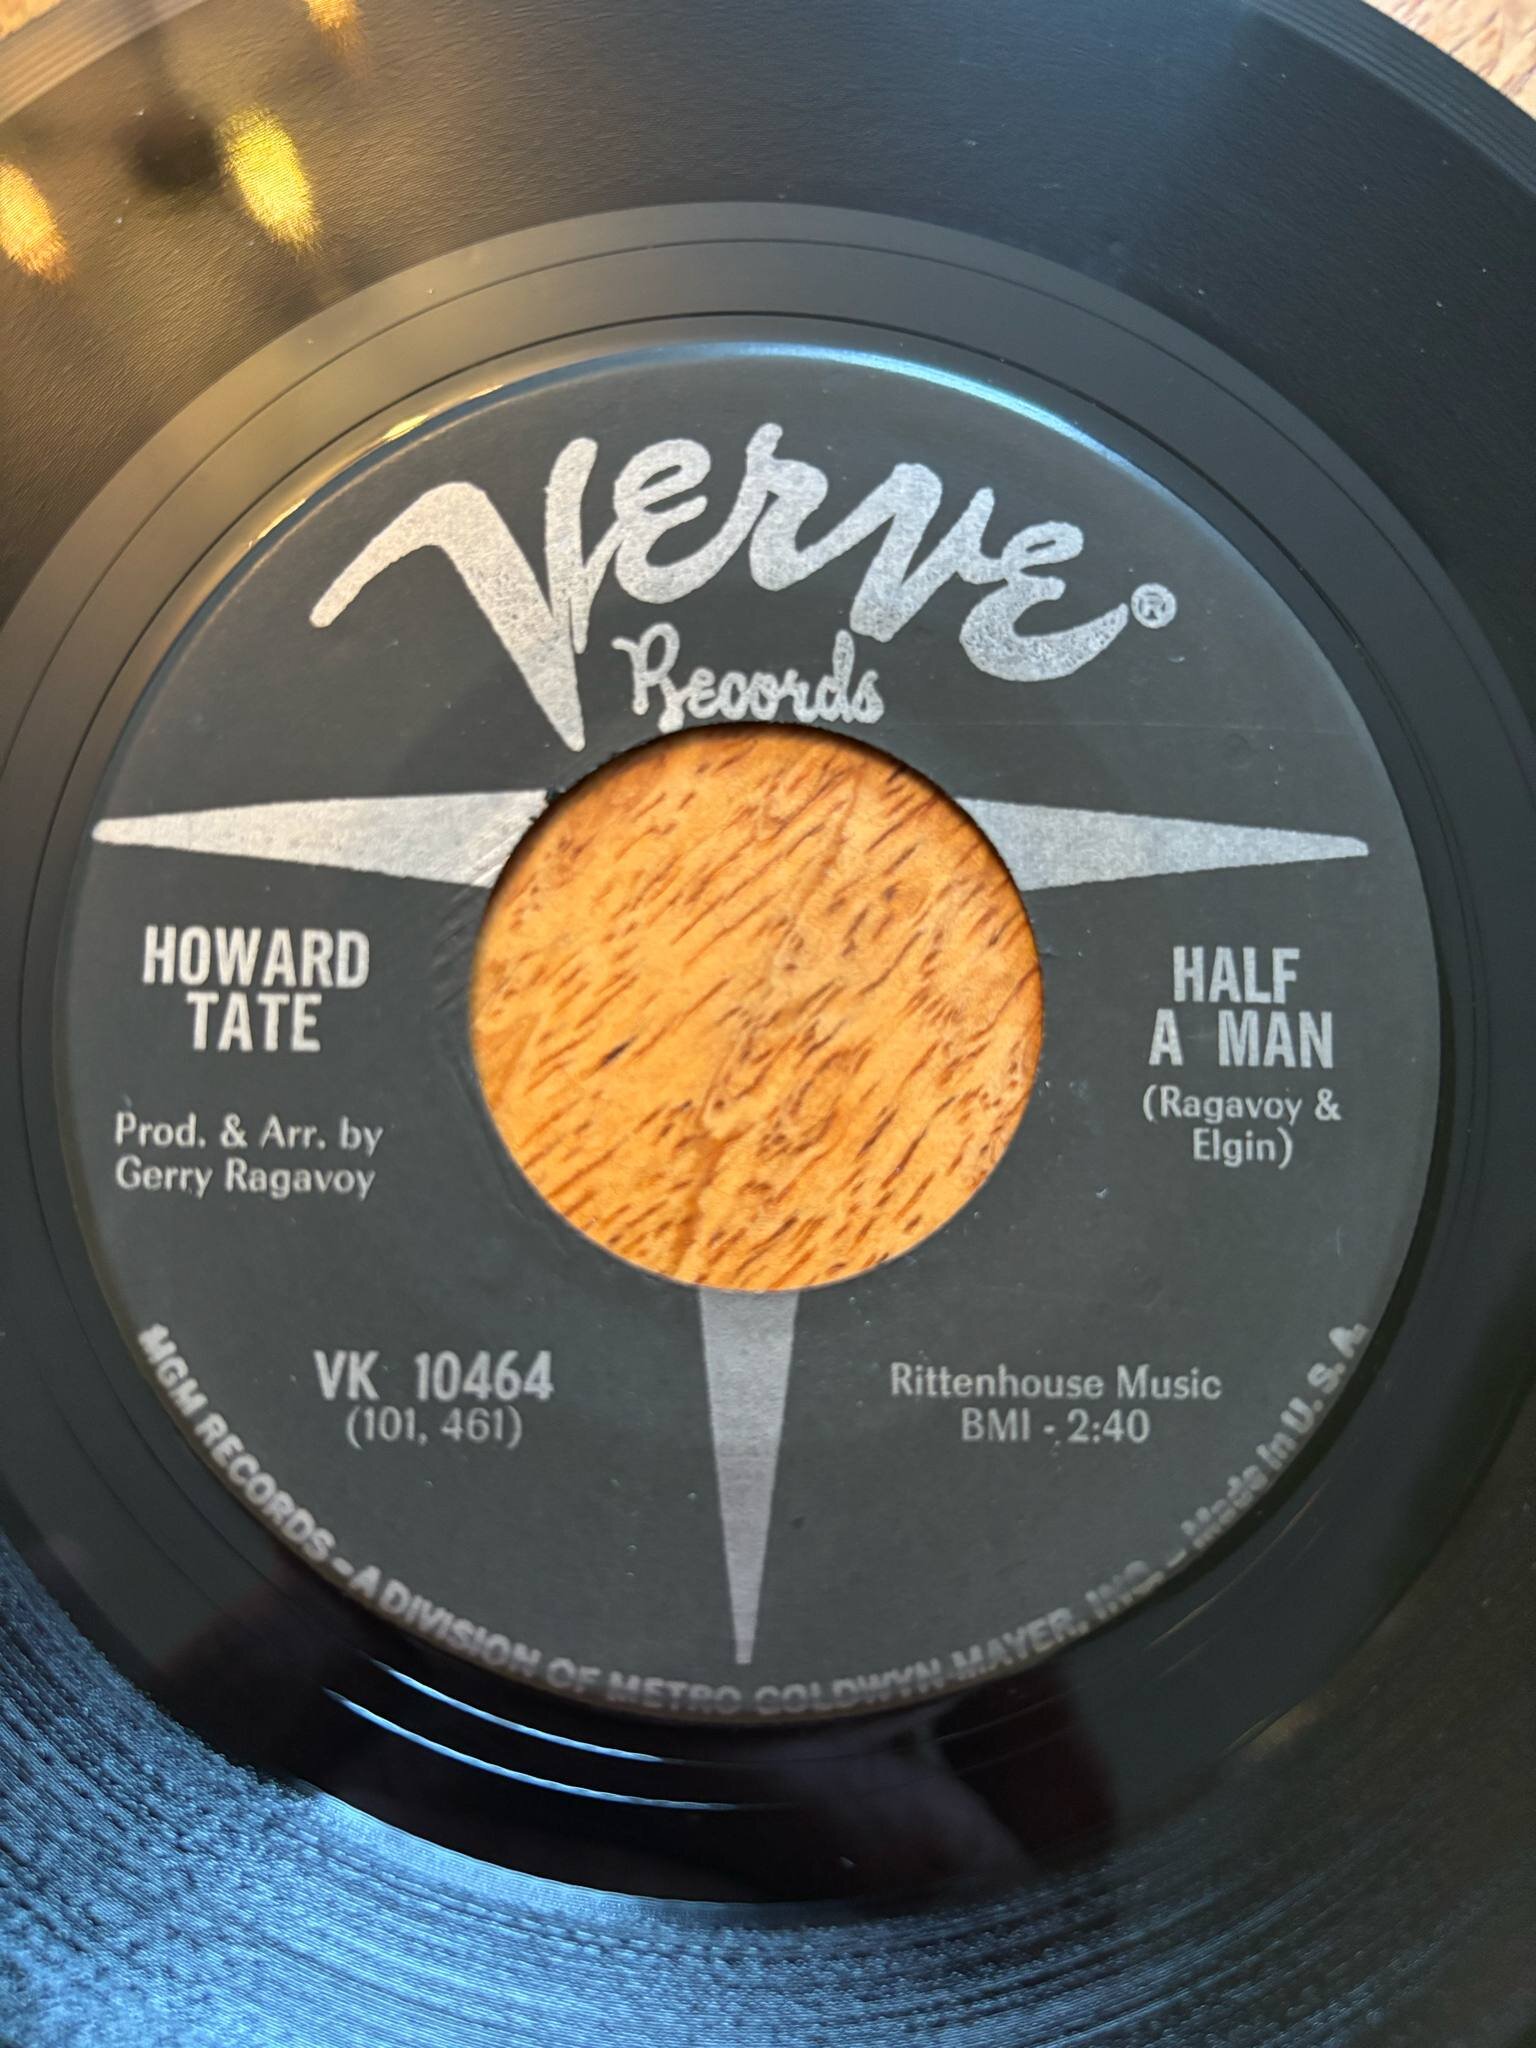 Verve®
Records
HOWARD
TATE
Prod. & Arr. by
Gerry Ragavoy
HALF
A MAN
(Ragavoy &
Elgin)
VK 10464
(101, 461)
Rittenhouse Music
BMI - 2:40
MGM RECORDS – A DIVISION OF METRO GOLDWYN MAYER, INC. – Made in U.S.A.